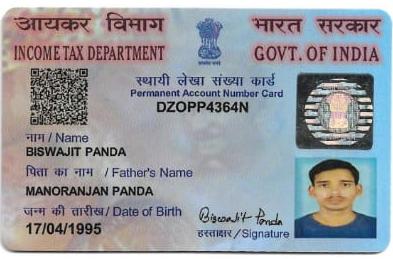 आयकर विभाग
INCOME TAX DEPARTMENT
भारत सरकार
GOVT. OF INDIA
स्थायी लेखा संख्या कार्ड
Permanent Account Number Card
DZOPP4364N
नाम / Name
BISWAJIT PANDA
पिता का नाम / Father's Name
MANORANJAN PANDA
जन्म की तारीख / Date of Birth
17/04/1995
Biswajit Panda
हस्ताक्षर / Signature